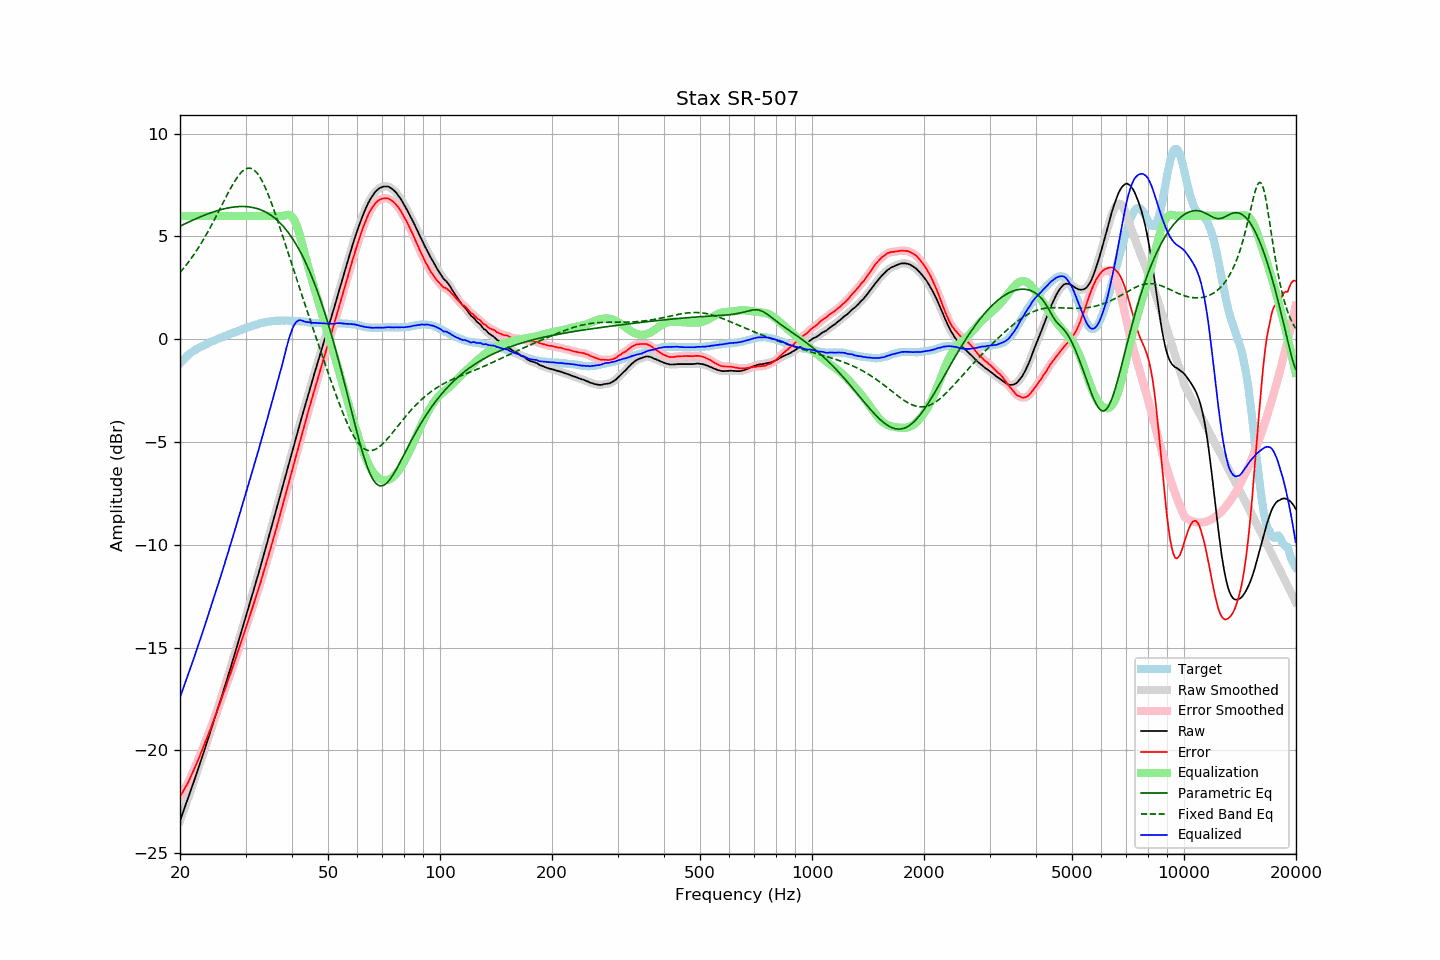 Stax SR-507
10
5
0
−5
−10
−15
−20
−25
Amplitude (dBr)
20
50
100
200
500
1000
2000
5000
10000
20000
Frequency (Hz)
Target
Raw Smoothed
Error Smoothed
Raw
Error
Equalization
Parametric Eq
Fixed Band Eq
Equalized